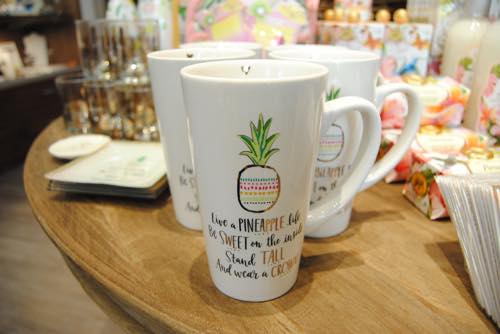 Live a PINEAPPLE life
Be SWEET on the inside
Stand TALL
And wear a CROWN